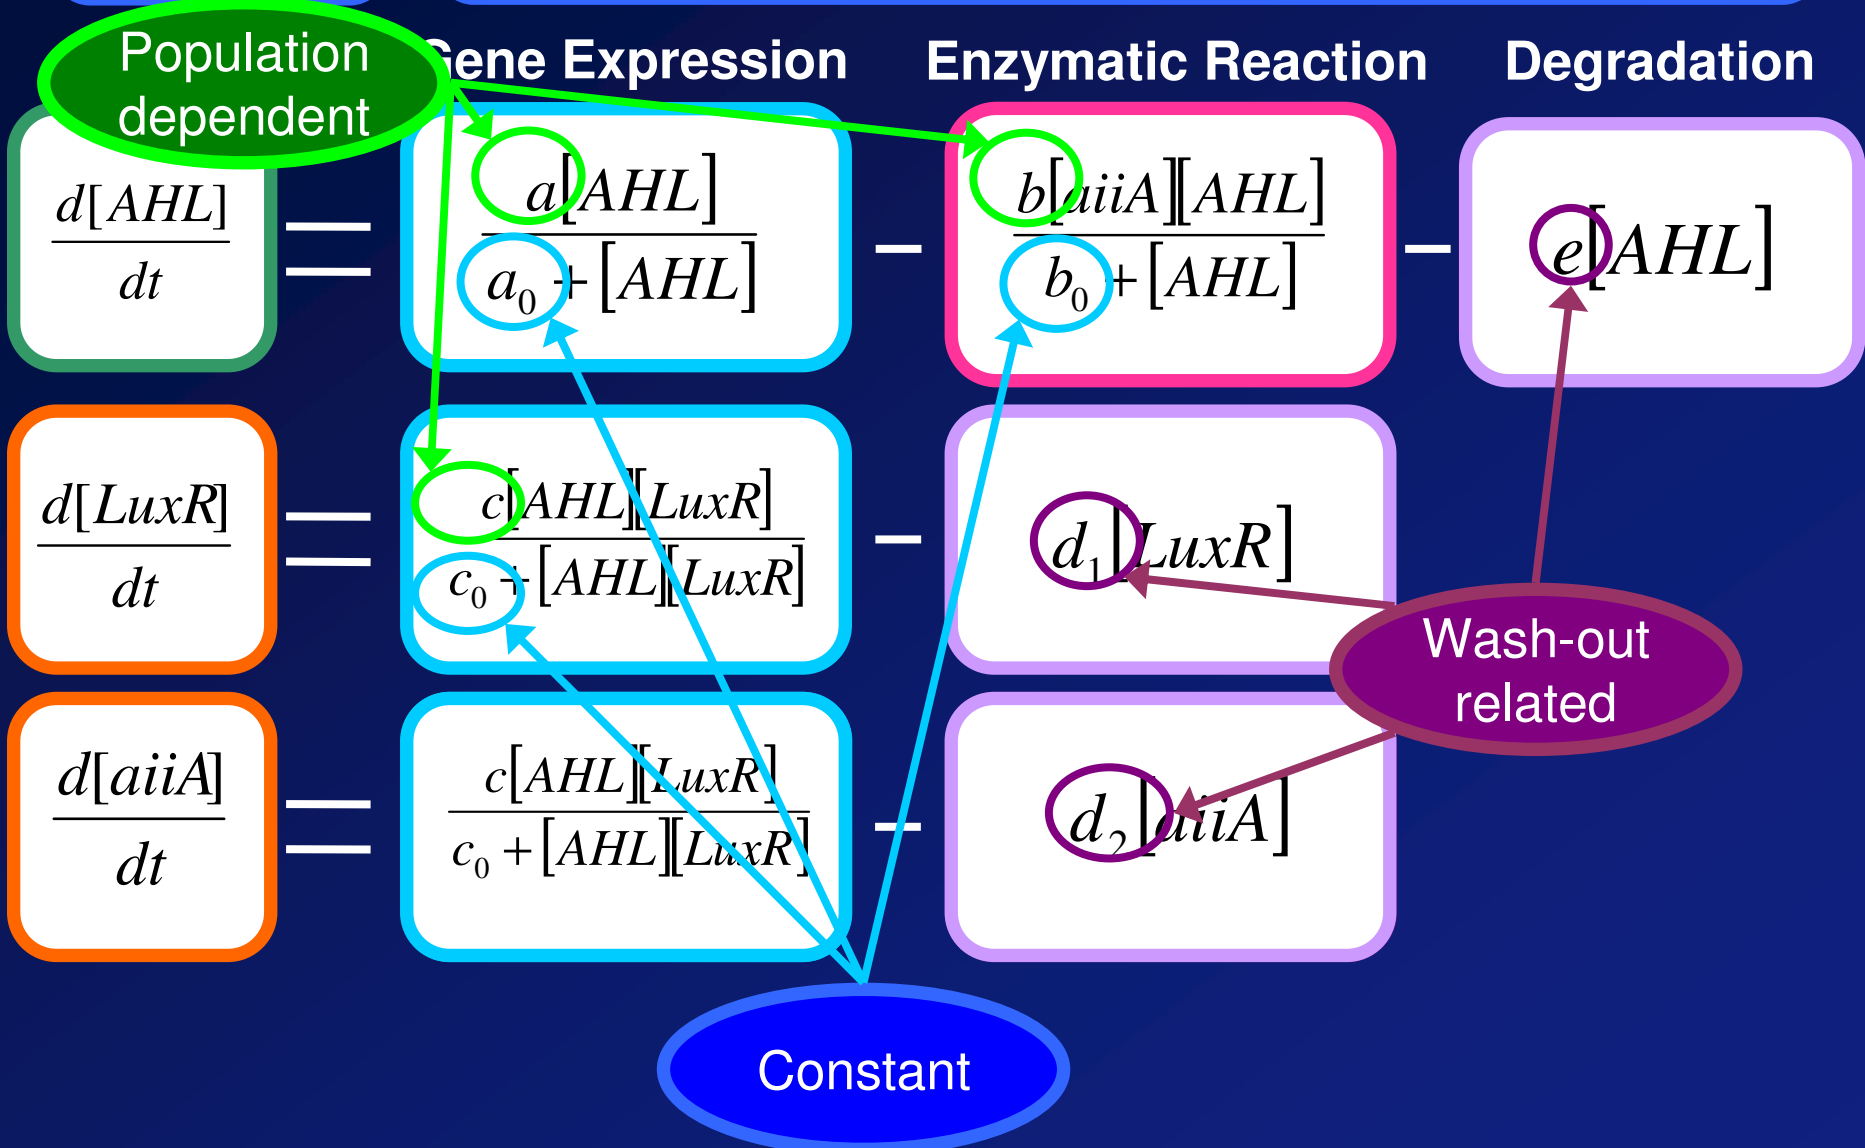 Population
dependent
Gene Expression
Enzymatic Reaction
Degradation
d[AHL]/dt = a[AHL]/(a₀ + [AHL]) − b[aiiA][AHL]/(b₀ + [AHL]) − e[AHL]
d[LuxR]/dt = c[AHL][LuxR]/(c₀ + [AHL][LuxR]) − d₁[LuxR]
d[aiiA]/dt = c[AHL][LuxR]/(c₀ + [AHL][LuxR]) − d₂[aiiA]
Wash-out
related
Constant